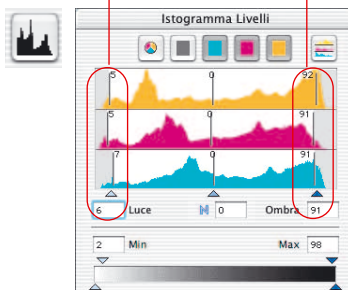 Istogramma Livelli
5 0 92
5 91
7 0 91
6 Luce 0 Ombra 91
2 Min Max 98